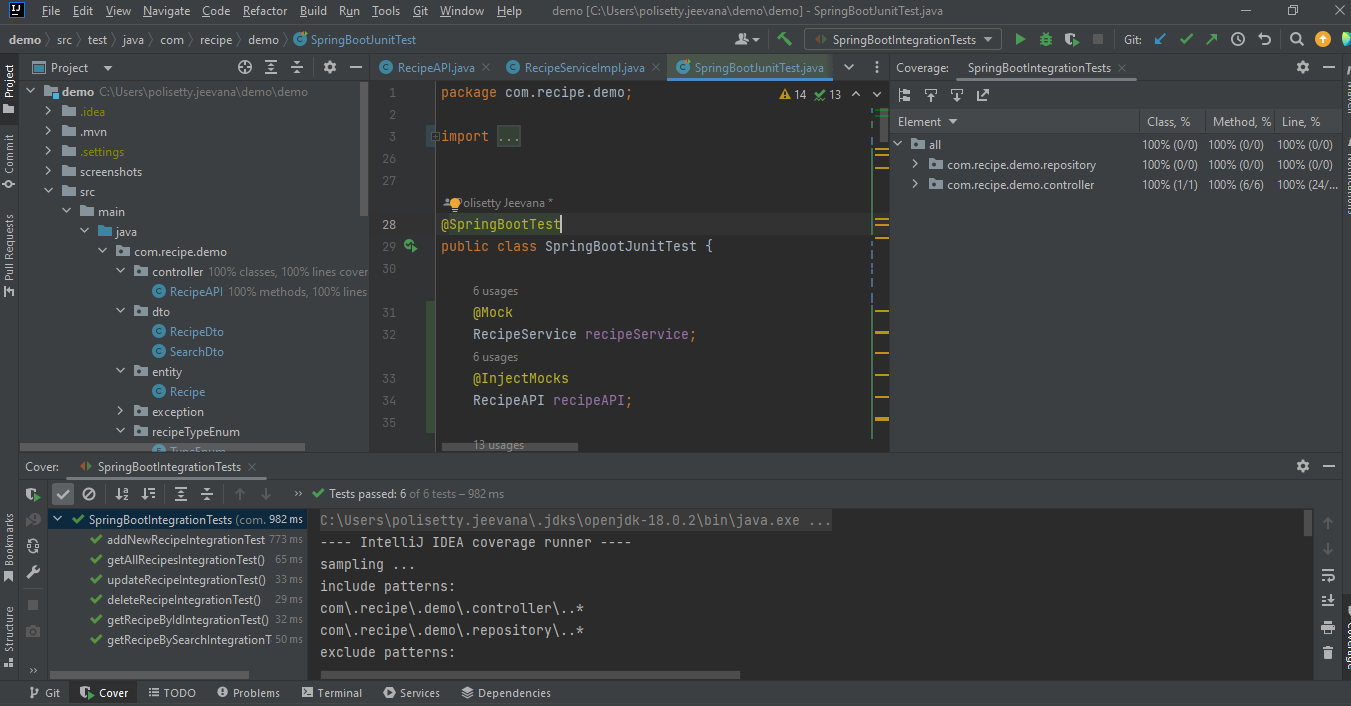 File Edit View Navigate Code Refactor Build Run Tools Git Window Help demo [C:\Users\polisetty.jeevana\demo\demo] - SpringBootJunitTest.java
demo src test java com recipe demo SpringBootJunitTest
SpringBootIntegrationTests
Git:
Project
RecipeAPI.java
RecipeServiceImpl.java
SpringBootJunitTest.java
Coverage: SpringBootIntegrationTests
Project
Commit
Pull Requests
Bookmarks
Structure
demo C:\Users\polisetty.jeevana\demo\demo
.idea
.mvn
.settings
screenshots
src
main
java
com.recipe.demo
controller 100% classes, 100% lines cover
RecipeAPI 100% methods, 100% lines
dto
RecipeDto
SearchDto
entity
Recipe
exception
recipeTypeEnum
14 13
1 package com.recipe.demo;
2
3 import ...
26
27
Polisetty Jeevana *
28 @SpringBootTest
29 public class SpringBootJunitTest {
30
6 usages
31 @Mock
32 RecipeService recipeService;
6 usages
33 @InjectMocks
34 RecipeAPI recipeAPI;
35
13 usages
Element Class, % Method, % Line, %
all 100% (0/0) 100% (0/0) 100% (0/0)
com.recipe.demo.repository 100% (0/0) 100% (0/0) 100% (0/0)
com.recipe.demo.controller 100% (1/1) 100% (6/6) 100% (24/...
Cover: SpringBootIntegrationTests
Tests passed: 6 of 6 tests – 982 ms
SpringBootIntegrationTests (com. 982 ms
addNewRecipeIntegrationTest 773 ms
getAllRecipesIntegrationTest() 65 ms
updateRecipeIntegrationTest() 33 ms
deleteRecipeIntegrationTest() 29 ms
getRecipeByIdIntegrationTest() 32 ms
getRecipeBySearchIntegrationT 50 ms
C:\Users\polisetty.jeevana\.jdks\openjdk-18.0.2\bin\java.exe ...
---- IntelliJ IDEA coverage runner ----
sampling ...
include patterns:
com\.recipe\.demo\.controller\..*
com\.recipe\.demo\.repository\..*
exclude patterns:
Git Cover TODO Problems Terminal Services Dependencies